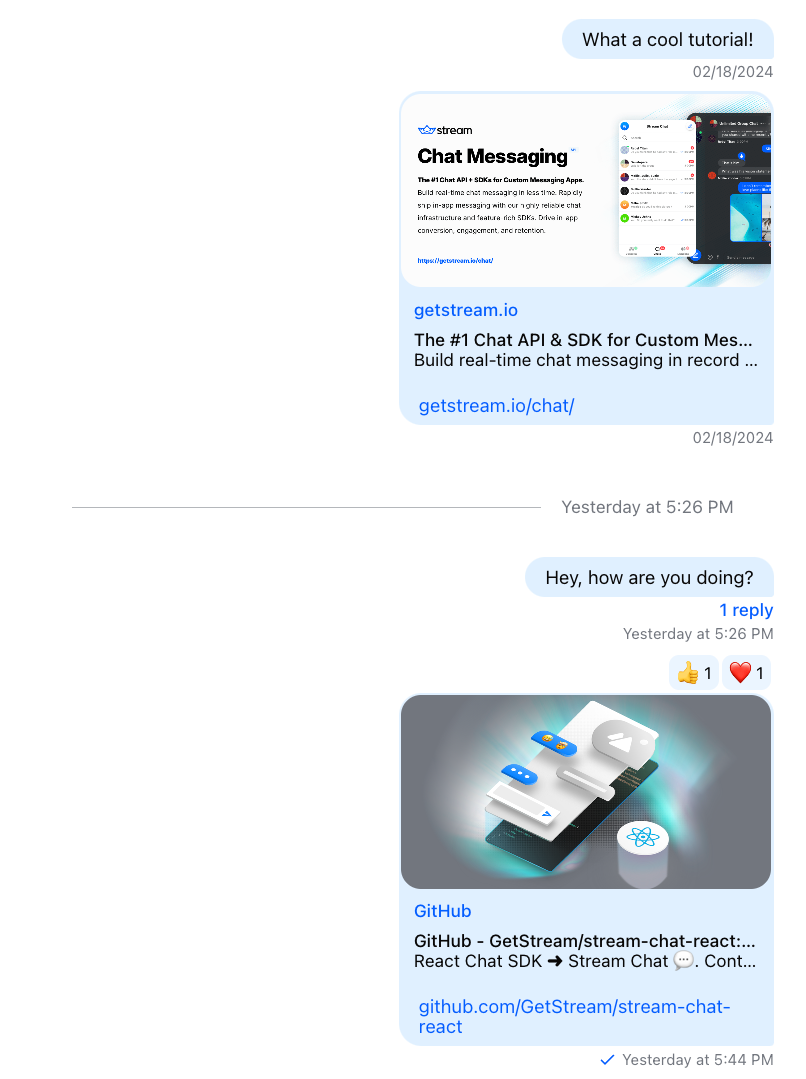 What a cool tutorial!
02/18/2024
stream
Chat Messaging
The #1 Chat API + SDKs for Custom Messaging Apps.
Build real-time chat messaging in less time. Rapidly
ship in-app messaging with our highly reliable chat
infrastructure and feature-rich SDKs. Drive in-app
conversion, engagement, and retention.
https://getstream.io/chat/
Stream Chat
Unlimited Group Chat
getstream.io
The #1 Chat API & SDK for Custom Mes...
Build real-time chat messaging in record ...
getstream.io/chat/
02/18/2024
Yesterday at 5:26 PM
Hey, how are you doing?
1 reply
Yesterday at 5:26 PM
👍 1 ❤️ 1
GitHub
GitHub - GetStream/stream-chat-react:...
React Chat SDK ➜ Stream Chat 💬. Cont...
github.com/GetStream/stream-chat-
react
Yesterday at 5:44 PM